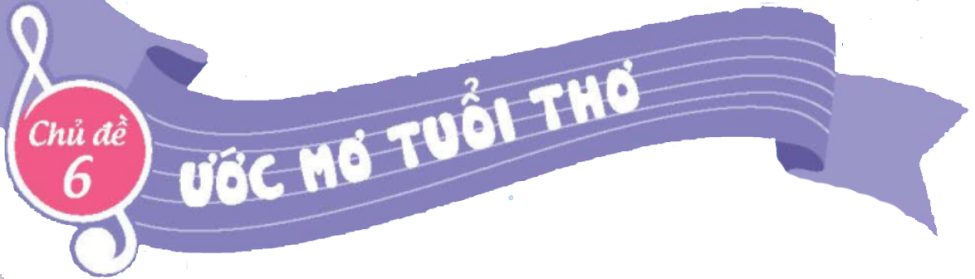 Chủ đề
6
ƯỚC MƠ TUỔI THƠ